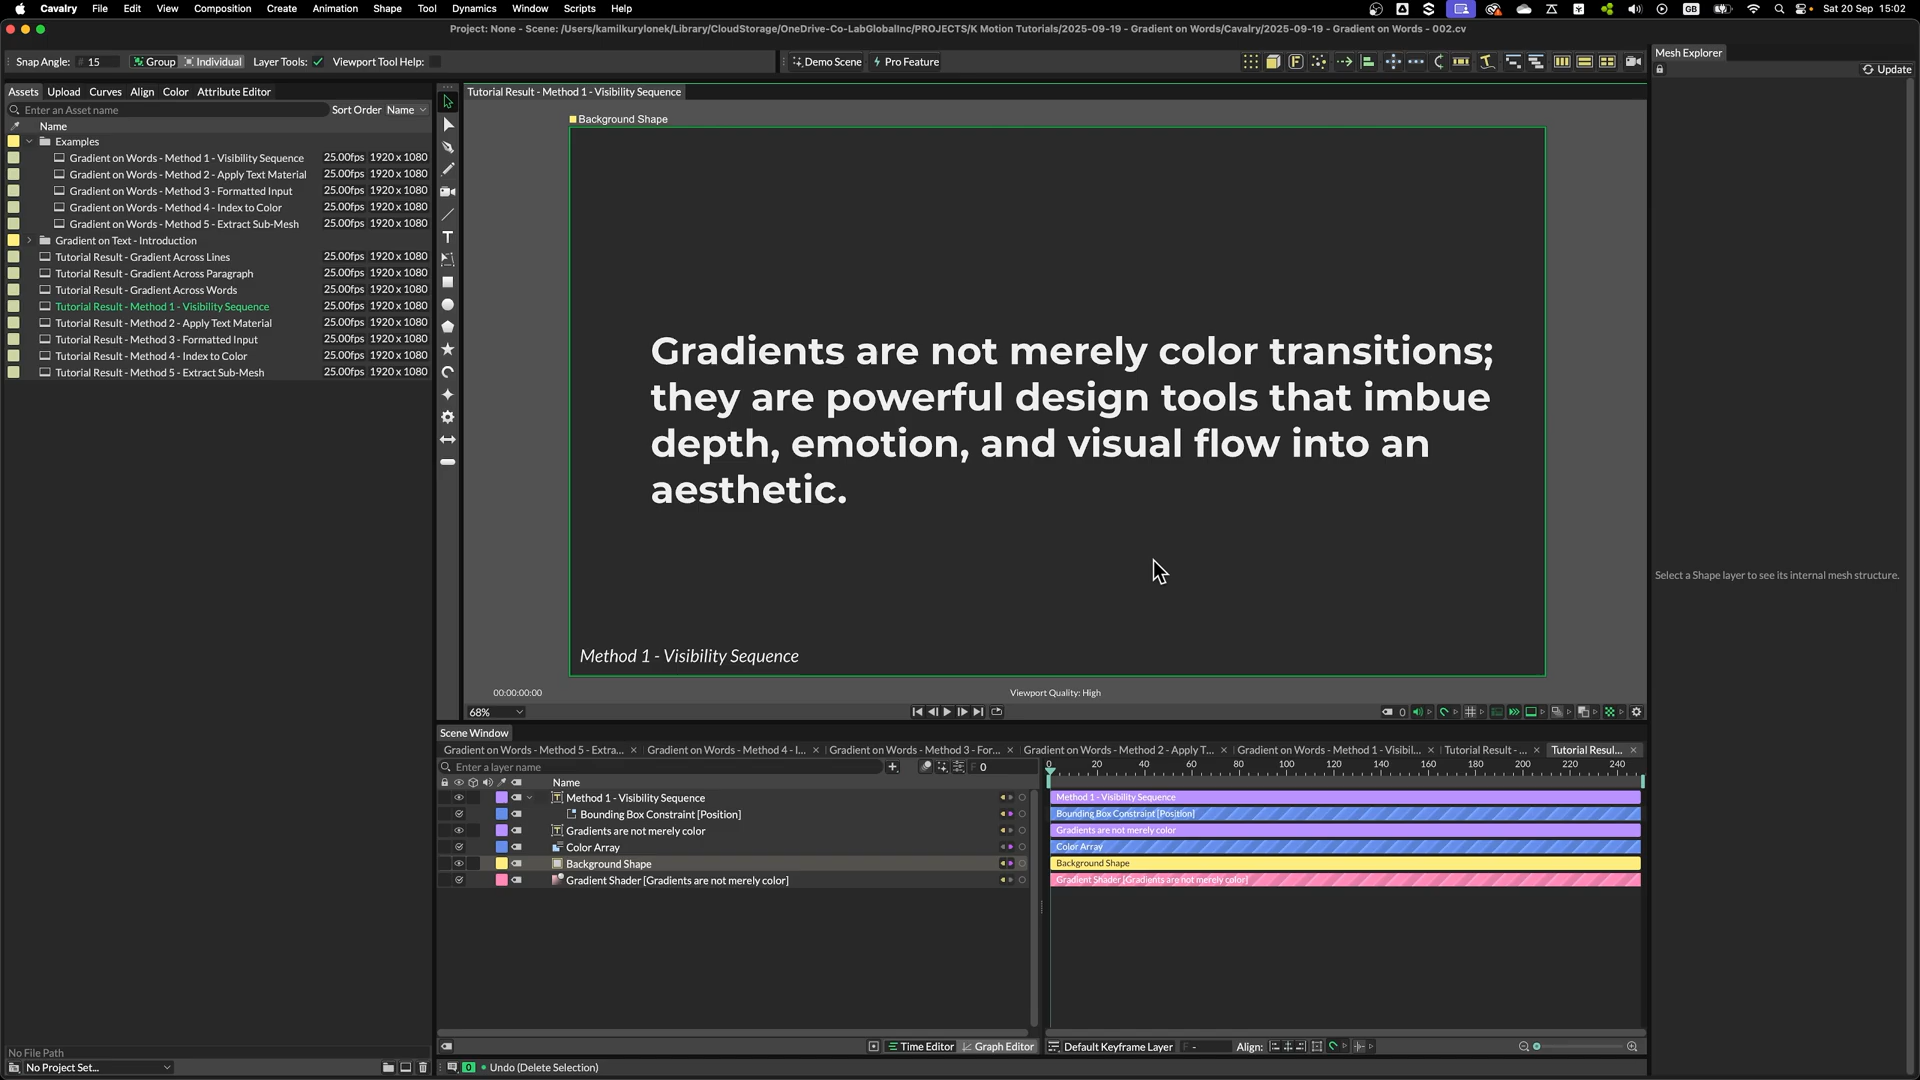 Cavalry File Edit View Composition Create Animation Shape Tool Dynamics Window Scripts Help GB Sat 20 Sep 15:02
Project: None - Scene: /Users/kamilkurylonek/Library/CloudStorage/OneDrive-Co-LabGlobalInc/PROJECTS/K Motion Tutorials/2025-09-19 - Gradient on Words/Cavalry/2025-09-19 - Gradient on Words - 002.cv
Snap Angle: 15 Group Individual Layer Tools: Viewport Tool Help: Demo Scene Pro Feature
Mesh Explorer
Update
Assets Upload Curves Align Color Attribute Editor
Enter an Asset name Sort Order Name
Name
Examples
Gradient on Words - Method 1 - Visibility Sequence 25.00fps 1920 x 1080
Gradient on Words - Method 2 - Apply Text Material 25.00fps 1920 x 1080
Gradient on Words - Method 3 - Formatted Input 25.00fps 1920 x 1080
Gradient on Words - Method 4 - Index to Color 25.00fps 1920 x 1080
Gradient on Words - Method 5 - Extract Sub-Mesh 25.00fps 1920 x 1080
Gradient on Text - Introduction
Tutorial Result - Gradient Across Lines 25.00fps 1920 x 1080
Tutorial Result - Gradient Across Paragraph 25.00fps 1920 x 1080
Tutorial Result - Gradient Across Words 25.00fps 1920 x 1080
Tutorial Result - Method 1 - Visibility Sequence 25.00fps 1920 x 1080
Tutorial Result - Method 2 - Apply Text Material 25.00fps 1920 x 1080
Tutorial Result - Method 3 - Formatted Input 25.00fps 1920 x 1080
Tutorial Result - Method 4 - Index to Color 25.00fps 1920 x 1080
Tutorial Result - Method 5 - Extract Sub-Mesh 25.00fps 1920 x 1080
No File Path
No Project Set...
Tutorial Result - Method 1 - Visibility Sequence
Background Shape
Gradients are not merely color transitions;
they are powerful design tools that imbue
depth, emotion, and visual flow into an
aesthetic.
Method 1 - Visibility Sequence
00:00:00:00 Viewport Quality: High
68% 0
Select a Shape layer to see its internal mesh structure.
Scene Window
Gradient on Words - Method 5 - Extra... Gradient on Words - Method 4 - I... Gradient on Words - Method 3 - For... Gradient on Words - Method 2 - Apply T... Gradient on Words - Method 1 - Visibil... Tutorial Result - ... Tutorial Resul...
Enter a layer name F 0 0 20 40 60 80 100 120 140 160 180 200 220 240
Name
Method 1 - Visibility Sequence Method 1 - Visibility Sequence
Bounding Box Constraint [Position] Bounding Box Constraint [Position]
Gradients are not merely color Gradients are not merely color
Color Array Color Array
Background Shape Background Shape
Gradient Shader [Gradients are not merely color] Gradient Shader [Gradients are not merely color]
Time Editor Graph Editor Default Keyframe Layer F - Align:
0 Undo (Delete Selection)